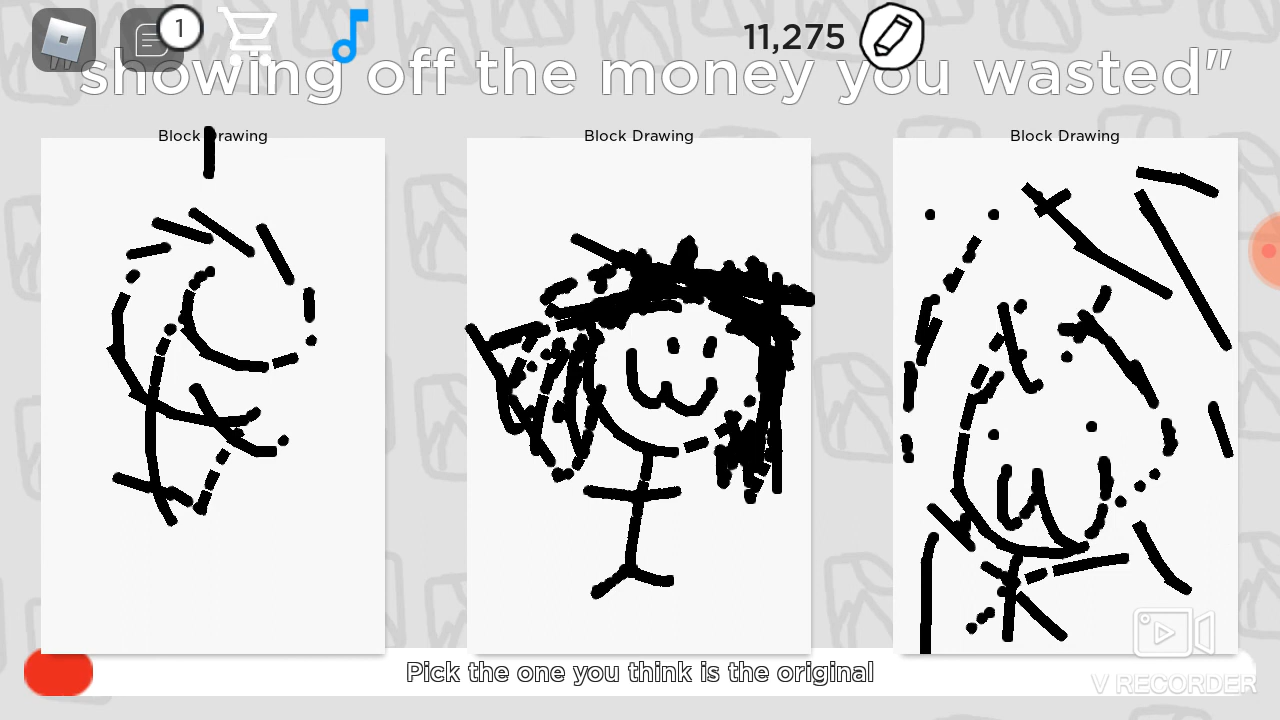 1
11,275
showing off the money you wasted"
Block Drawing
Block Drawing
Block Drawing
Pick the one you think is the original
V RECORDER